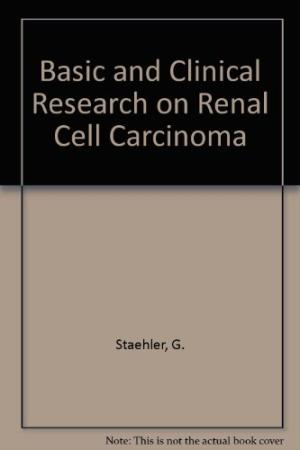 Basic and Clinical
Research on Renal
Cell Carcinoma
Staehler, G.
Note: This is not the actual book cover